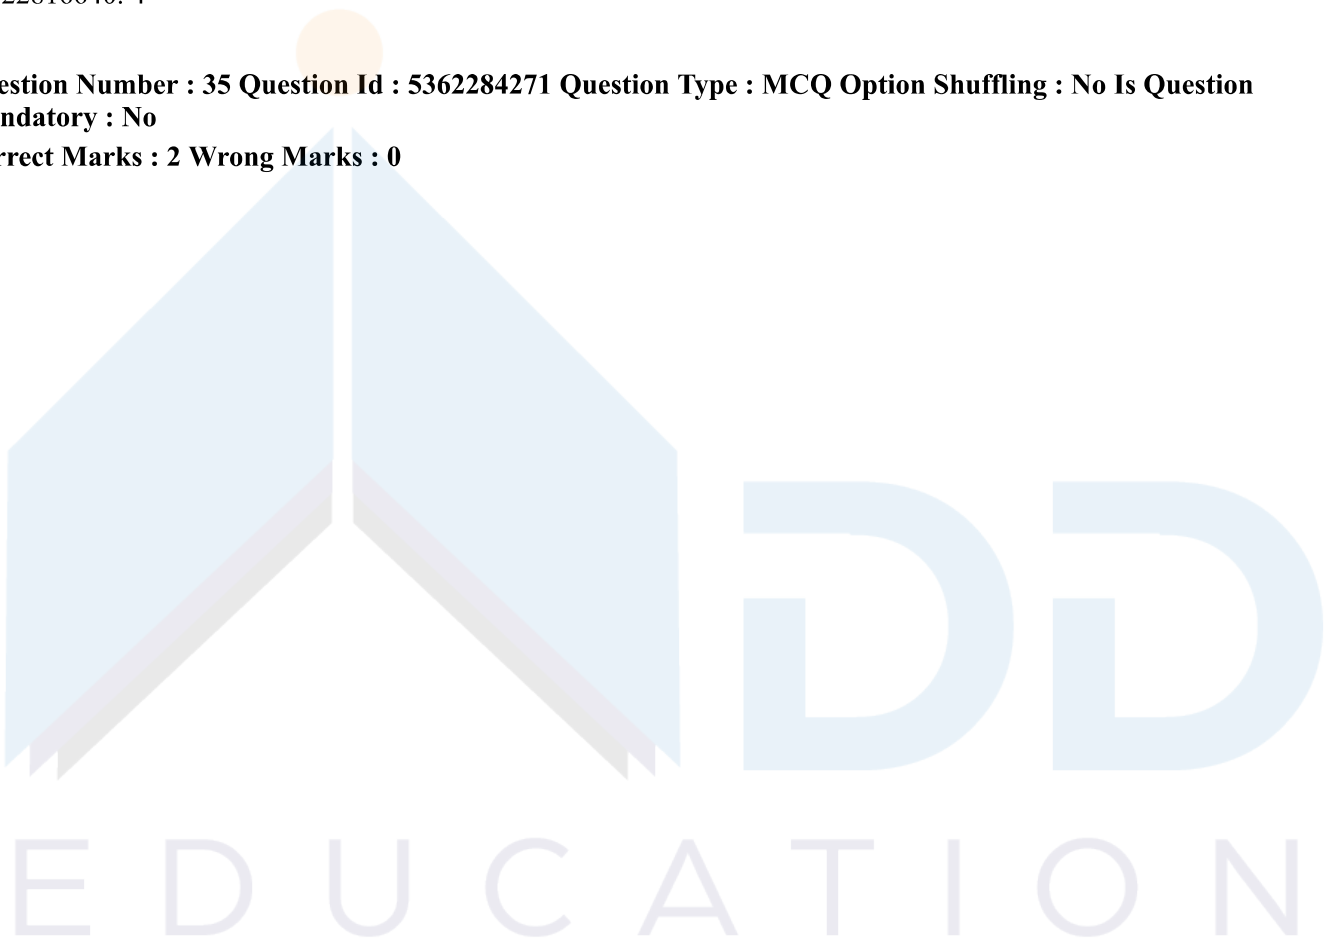 estion Number : 35 Question Id : 5362284271 Question Type : MCQ Option Shuffling : No Is Question
ndatory : No
rrect Marks : 2 Wrong Marks : 0
DD
EDUCATION